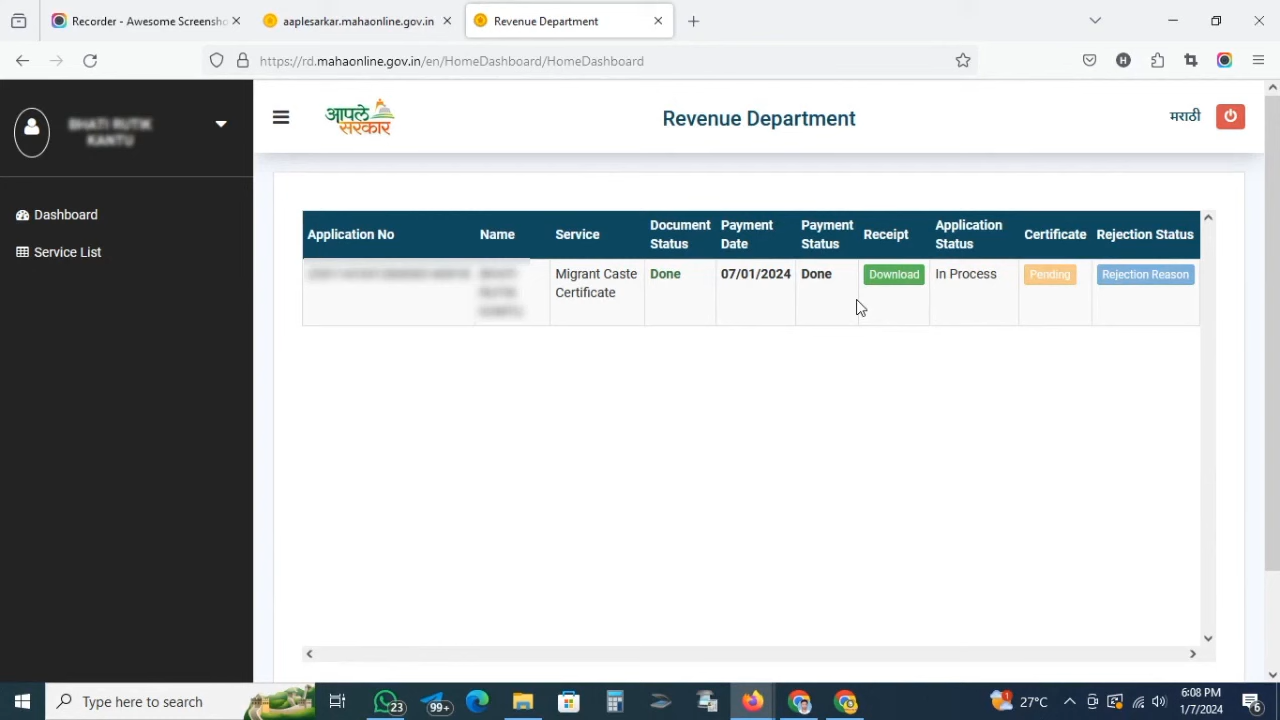 Recorder - Awesome Screensho
aaplesarkar.mahaonline.gov.in
Revenue Department
https://rd.mahaonline.gov.in/en/HomeDashboard/HomeDashboard
आपले
सरकार
Revenue Department
मराठी
Dashboard
Service List
Application No
Name
Service
Document
Status
Payment
Date
Payment
Status
Receipt
Application
Status
Certificate
Rejection Status
Migrant Caste
Certificate
Done
07/01/2024
Done
Download
In Process
Pending
Rejection Reason
Type here to search
23
99+
27°C
6:08 PM
1/7/2024
6